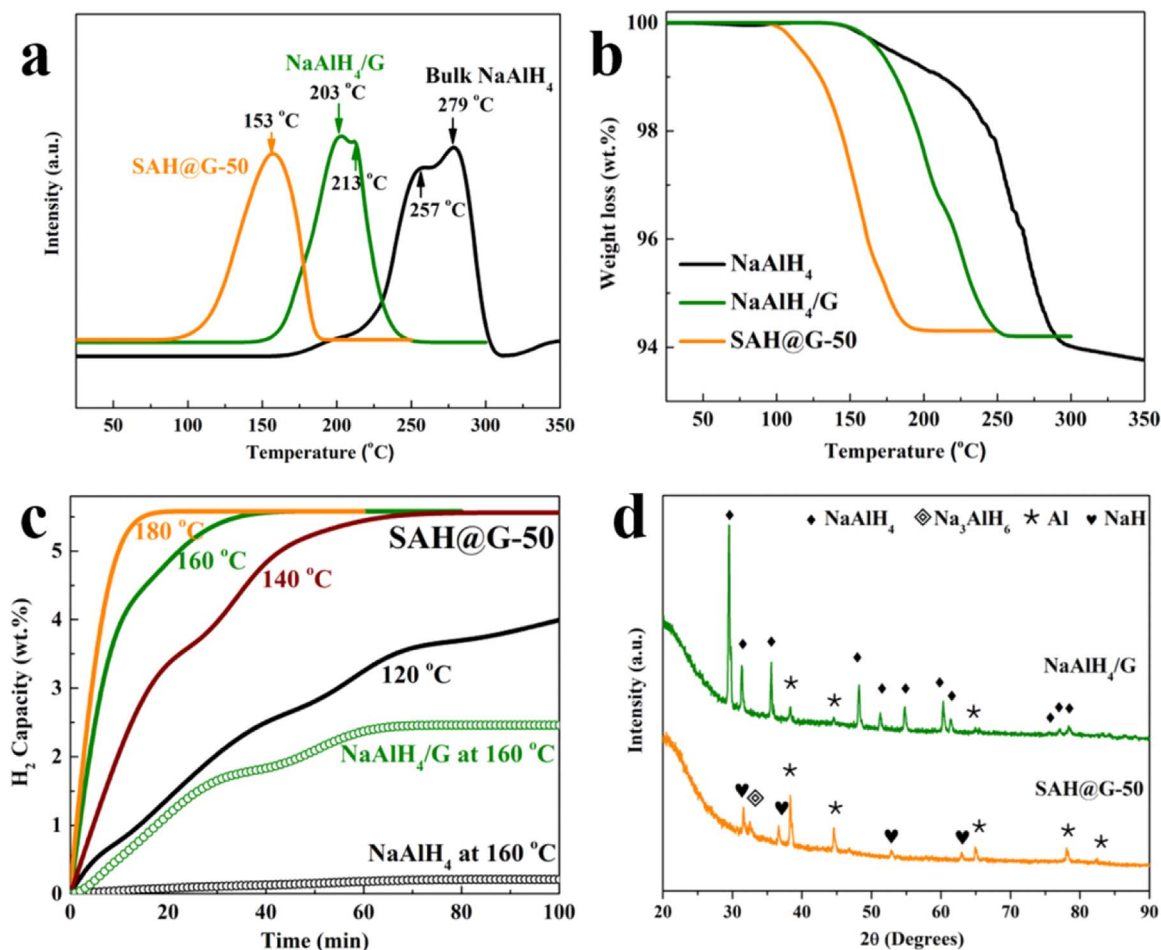 a
NaAlH₄/G
203 °C
Bulk NaAlH₄
279 °C
153 °C
SAH@G-50
213 °C
257 °C
Intensity (a.u.)
50 100 150 200 250 300 350
Temperature (°C)
b
100
98
96
94
Weight loss (wt.%)
NaAlH₄
NaAlH₄/G
SAH@G-50
50 100 150 200 250 300 350
Temperature (°C)
c
180 °C
SAH@G-50
160 °C
140 °C
120 °C
NaAlH₄/G at 160 °C
NaAlH₄ at 160 °C
H₂ Capacity (wt.%)
5
4
3
2
1
0
0 20 40 60 80 100
Time (min)
d
♦ NaAlH₄ Na₃AlH₆ * Al ♥ NaH
NaAlH₄/G
SAH@G-50
Intensity (a.u.)
20 30 40 50 60 70 80 90
2θ (Degrees)